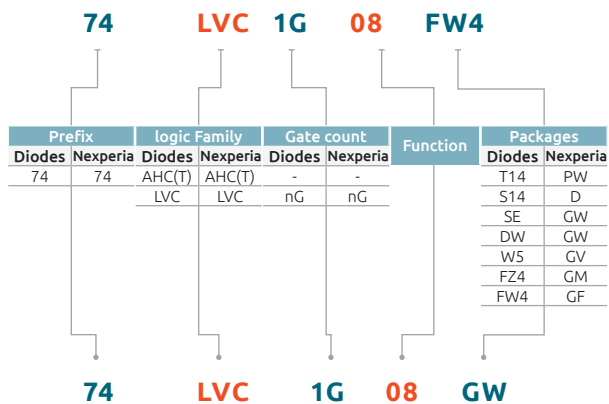 74 LVC 1G 08 FW4
Prefix logic Family Gate count Function Packages
Diodes Nexperia Diodes Nexperia Diodes Nexperia Diodes Nexperia
74 74 AHC(T) AHC(T) - - T14 PW
LVC LVC nG nG S14 D
SE GW
DW GW
W5 GV
FZ4 GM
FW4 GF
74 LVC 1G 08 GW